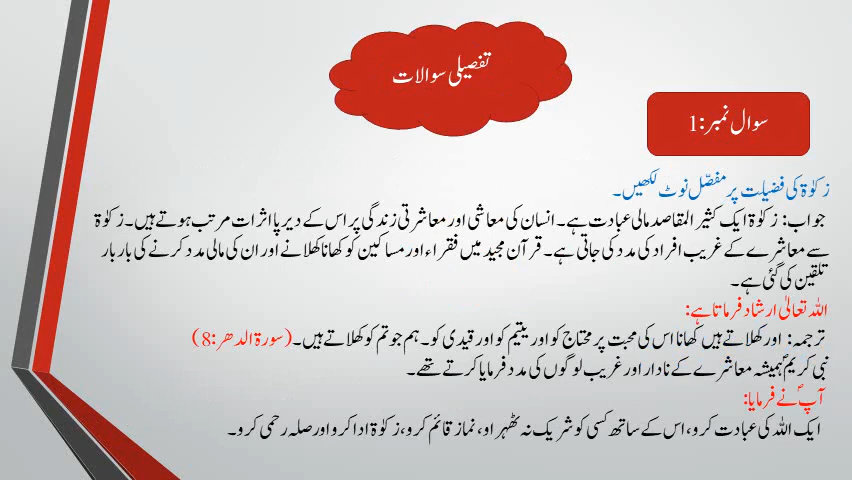 تفصیلی سوالات
سوال نمبر:1
زکوٰۃ کی فضیلت پر مفصّل نوٹ لکھیں۔
جواب: زکوٰۃ ایک کثیر المقاصد مالی عبادت ہے۔ انسان کی معاشی اور معاشرتی زندگی پر اس کے دیرپا اثرات مرتب ہوتے ہیں۔ زکوٰۃ
سے معاشرے کے غریب افراد کی مدد کی جاتی ہے۔ قرآن مجید میں فقراء اور مساکین کو کھانا کھلانے اور ان کی مالی مدد کرنے کی بار بار
تلقین کی گئی ہے۔
اللہ تعالیٰ ارشاد فرماتا ہے:
ترجمہ: اور کھلاتے ہیں کھانا اس کی محبت پر محتاج کو اور یتیم کو اور قیدی کو۔ ہم جو تم کو کھلاتے ہیں۔ (سورۃ الدھر:8)
نبی کریمؐ ہمیشہ معاشرے کے نادار اور غریب لوگوں کی مدد فرمایا کرتے تھے۔
آپؐ نے فرمایا:
ایک اللہ کی عبادت کرو، اس کے ساتھ کسی کو شریک نہ ٹھہراو، نماز قائم کرو، زکوٰۃ ادا کرو اور صلہ رحمی کرو۔